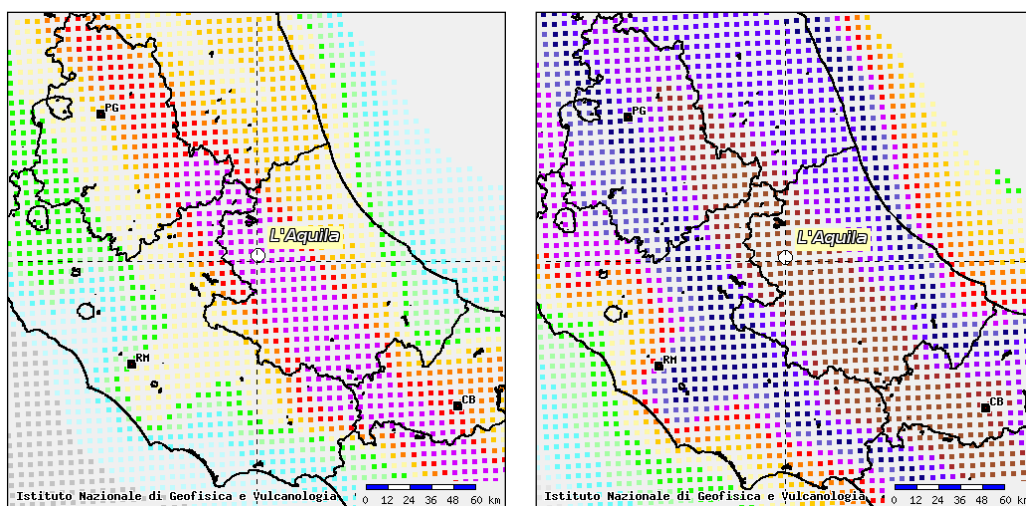 PG
L'Aquila
RM
CB
Istituto Nazionale di Geofisica e Vulcanologia
0 12 24 36 48 60 km
PG
L'Aquila
RM
CB
Istituto Nazionale di Geofisica e Vulcanologia
0 12 24 36 48 60 km